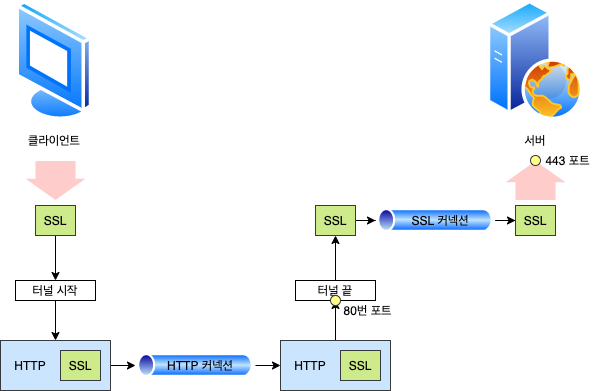 클라이언트
서버
443 포트
SSL
SSL
SSL 커넥션
SSL
터널 시작
터널 끝
80번 포트
HTTP
SSL
HTTP 커넥션
HTTP
SSL